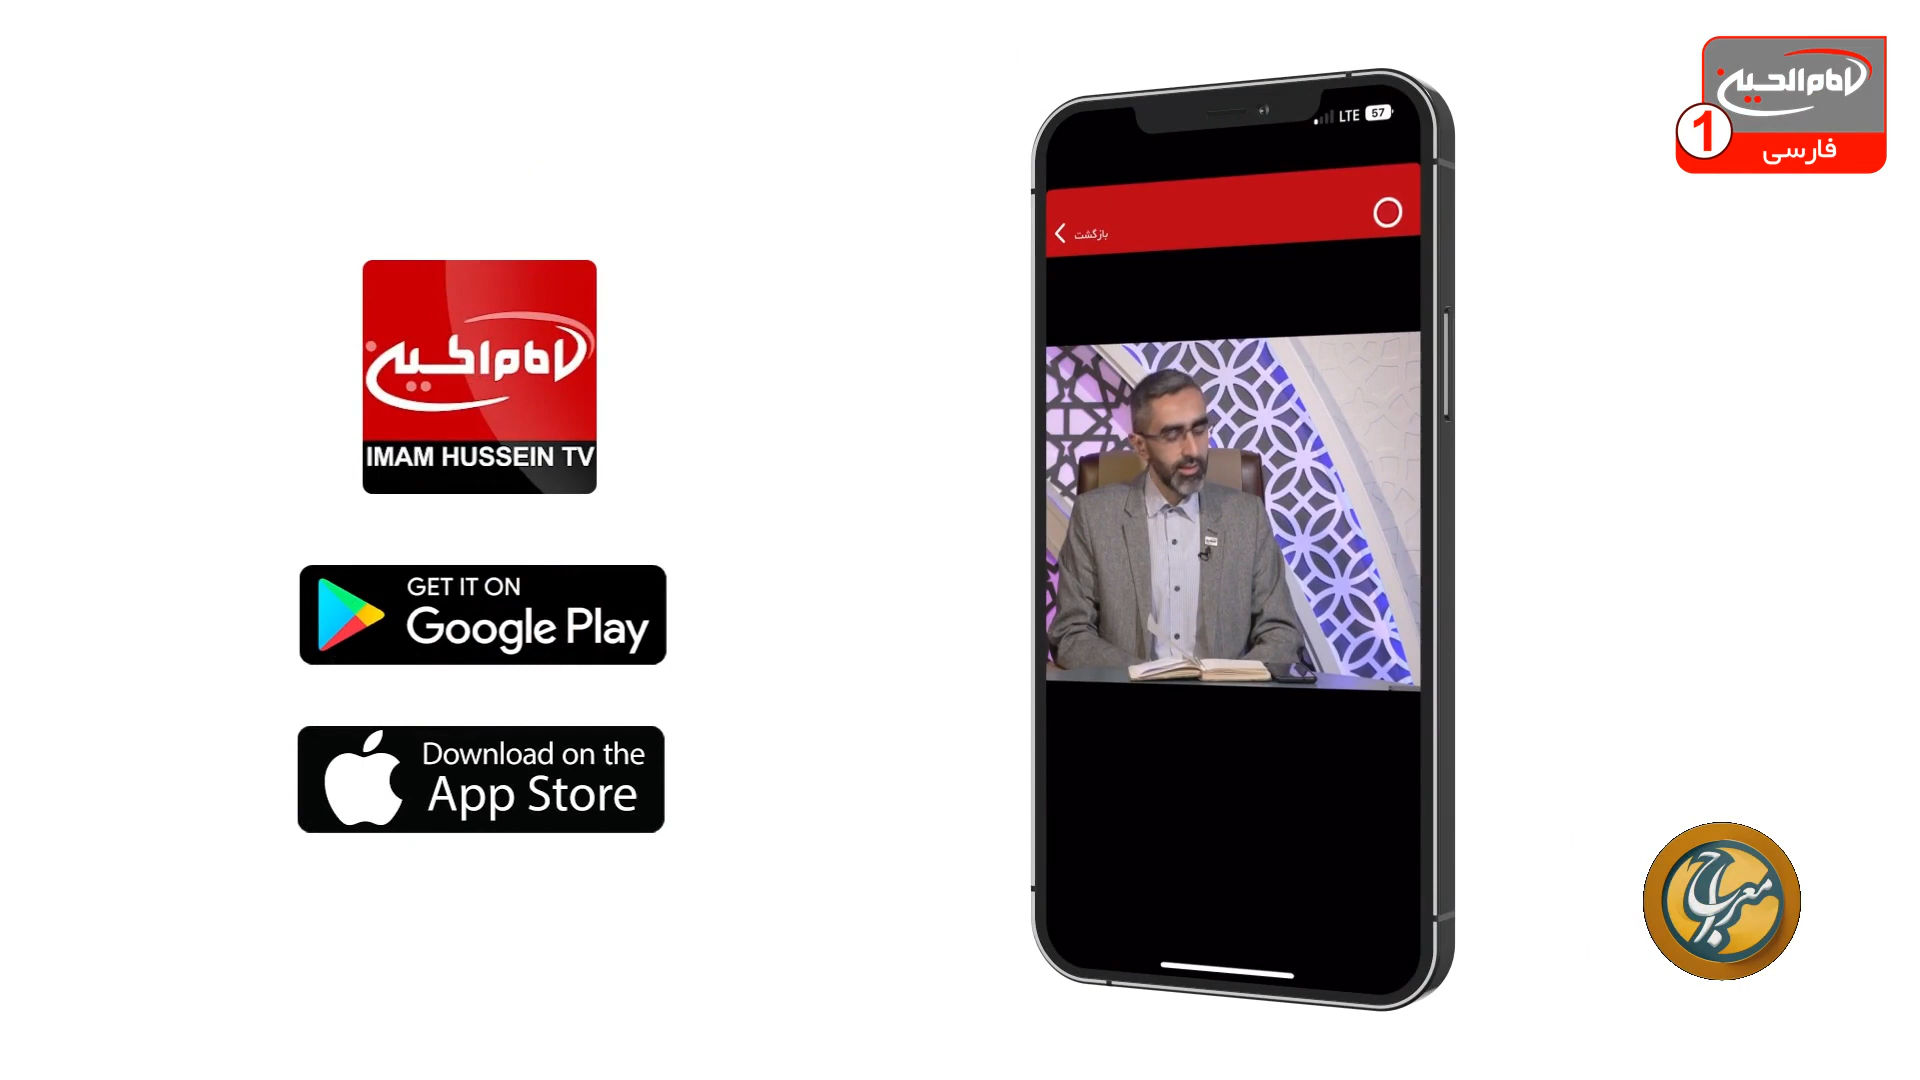 امام الحسین
IMAM HUSSEIN TV
GET IT ON
Google Play
Download on the
App Store
LTE 57
بازگشت
امام الحسین
1
فارسی
معراج